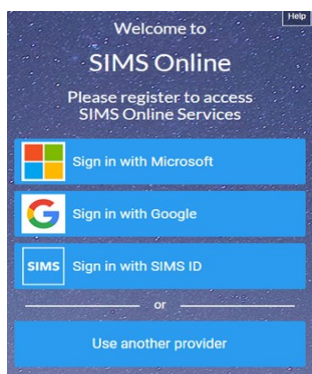 Help
Welcome to
SIMS Online
Please register to access
SIMS Online Services
Sign in with Microsoft
Sign in with Google
SIMS Sign in with SIMS ID
or
Use another provider